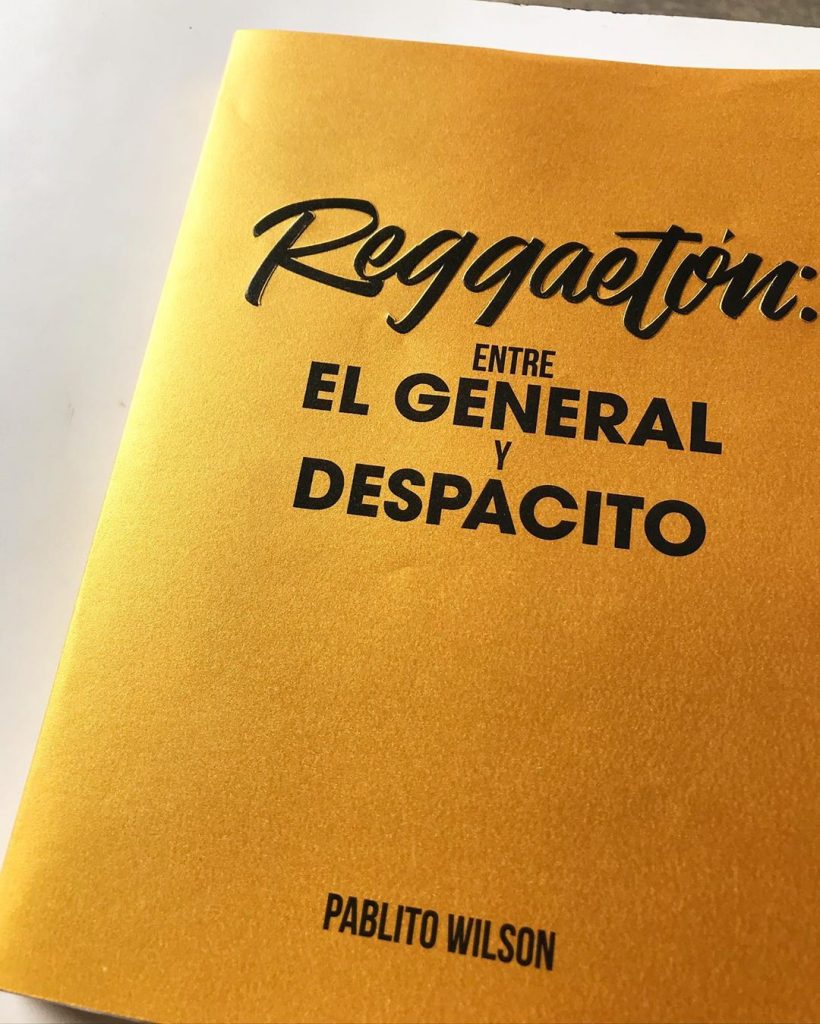 Reggaetón:
ENTRE
EL GENERAL
Y
DESPACITO
PABLITO WILSON